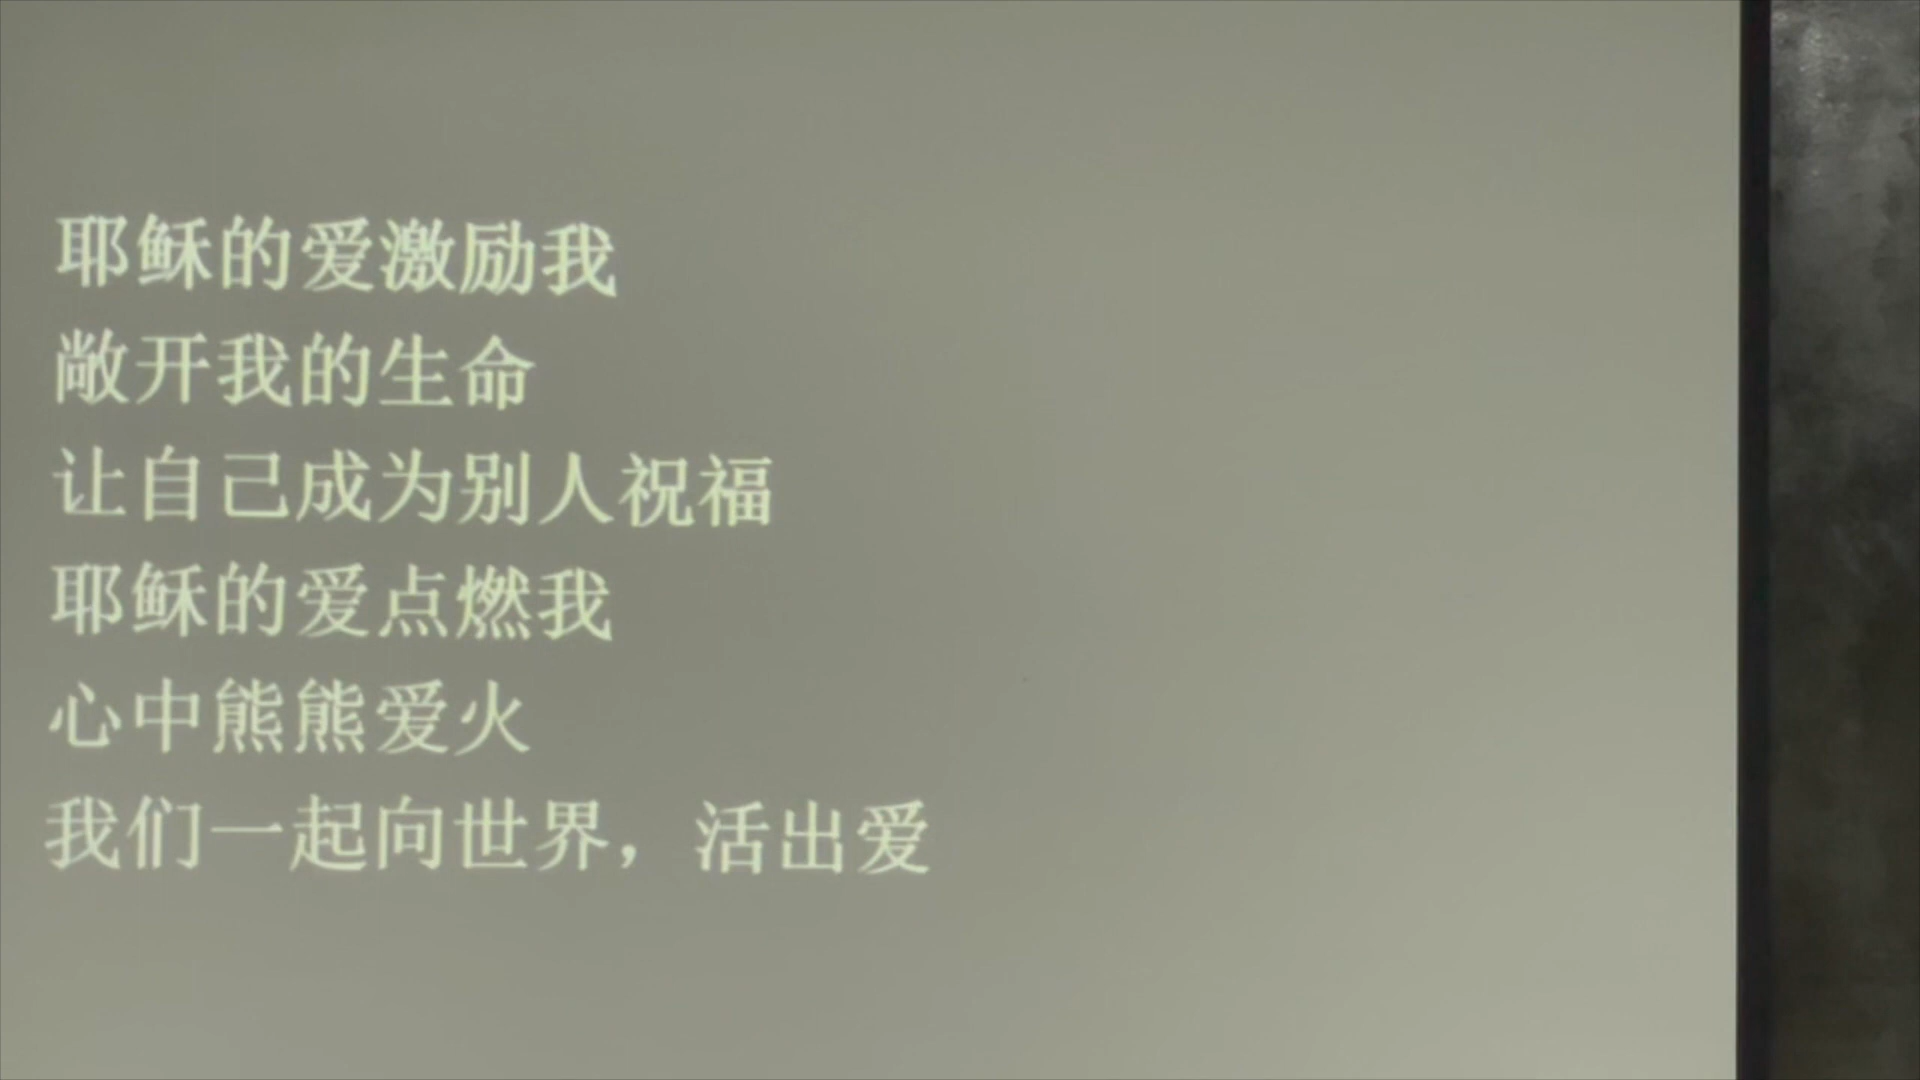 耶稣的爱激励我
敞开我的生命
让自己成为别人祝福
耶稣的爱点燃我
心中熊熊爱火
我们一起向世界，活出爱